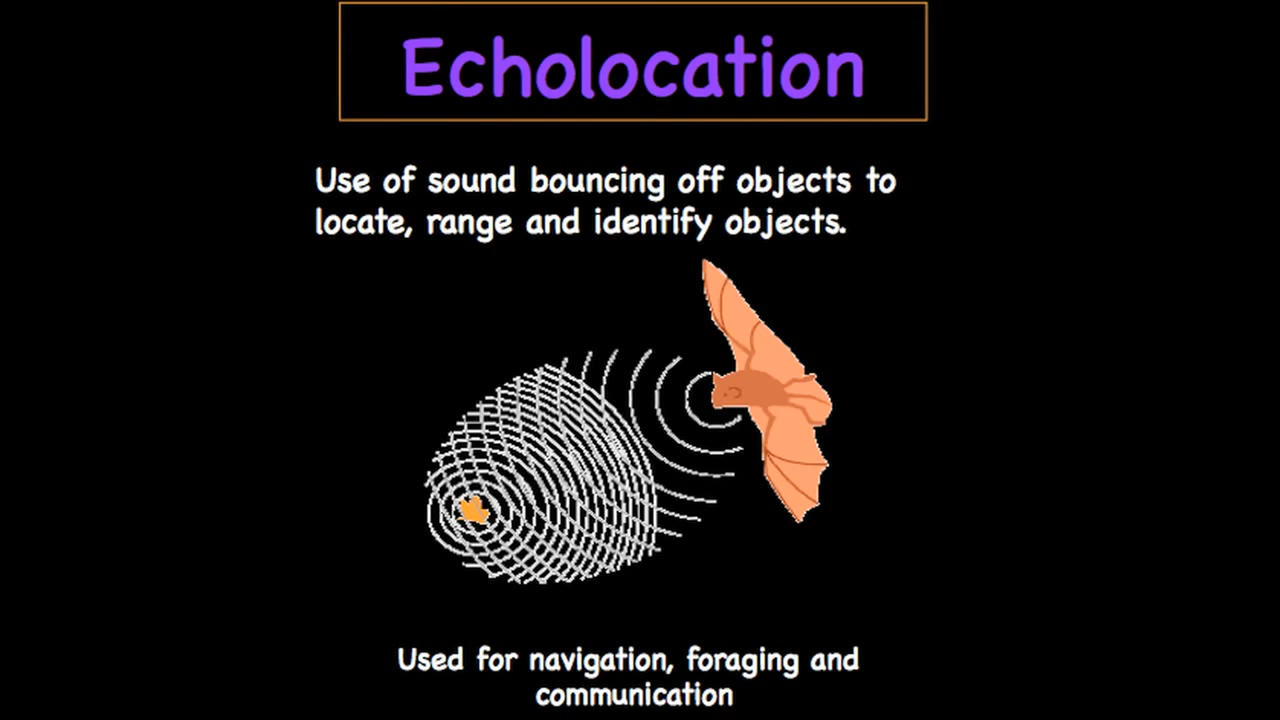 Echolocation
Use of sound bouncing off objects to
locate, range and identify objects.
Used for navigation, foraging and
communication